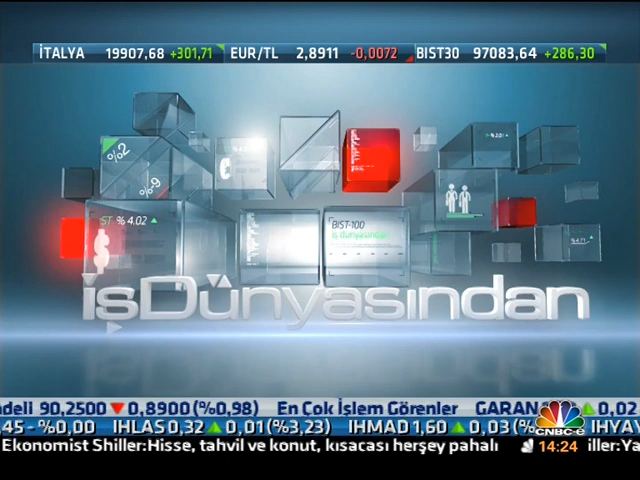 İTALYA 19907,68 +301,71 EUR/TL 2,8911 -0,0072 BIST30 97083,64 +286,30
%2
%-9
ST %4.02
BIST-100
iş dünyasından
işDünyasından
ndeli 90,2500 0,8900 (%0,98) En Çok İşlem Görenler GARAN 0,02
,45 - %0,00 IHLAS 0,32 0,01 (%3,23) IHMAD 1,60 0,03 (% IHYAY
CNBC-e
Ekonomist Shiller:Hisse, tahvil ve konut, kısacası herşey pahalı 14:24 iller:Ya